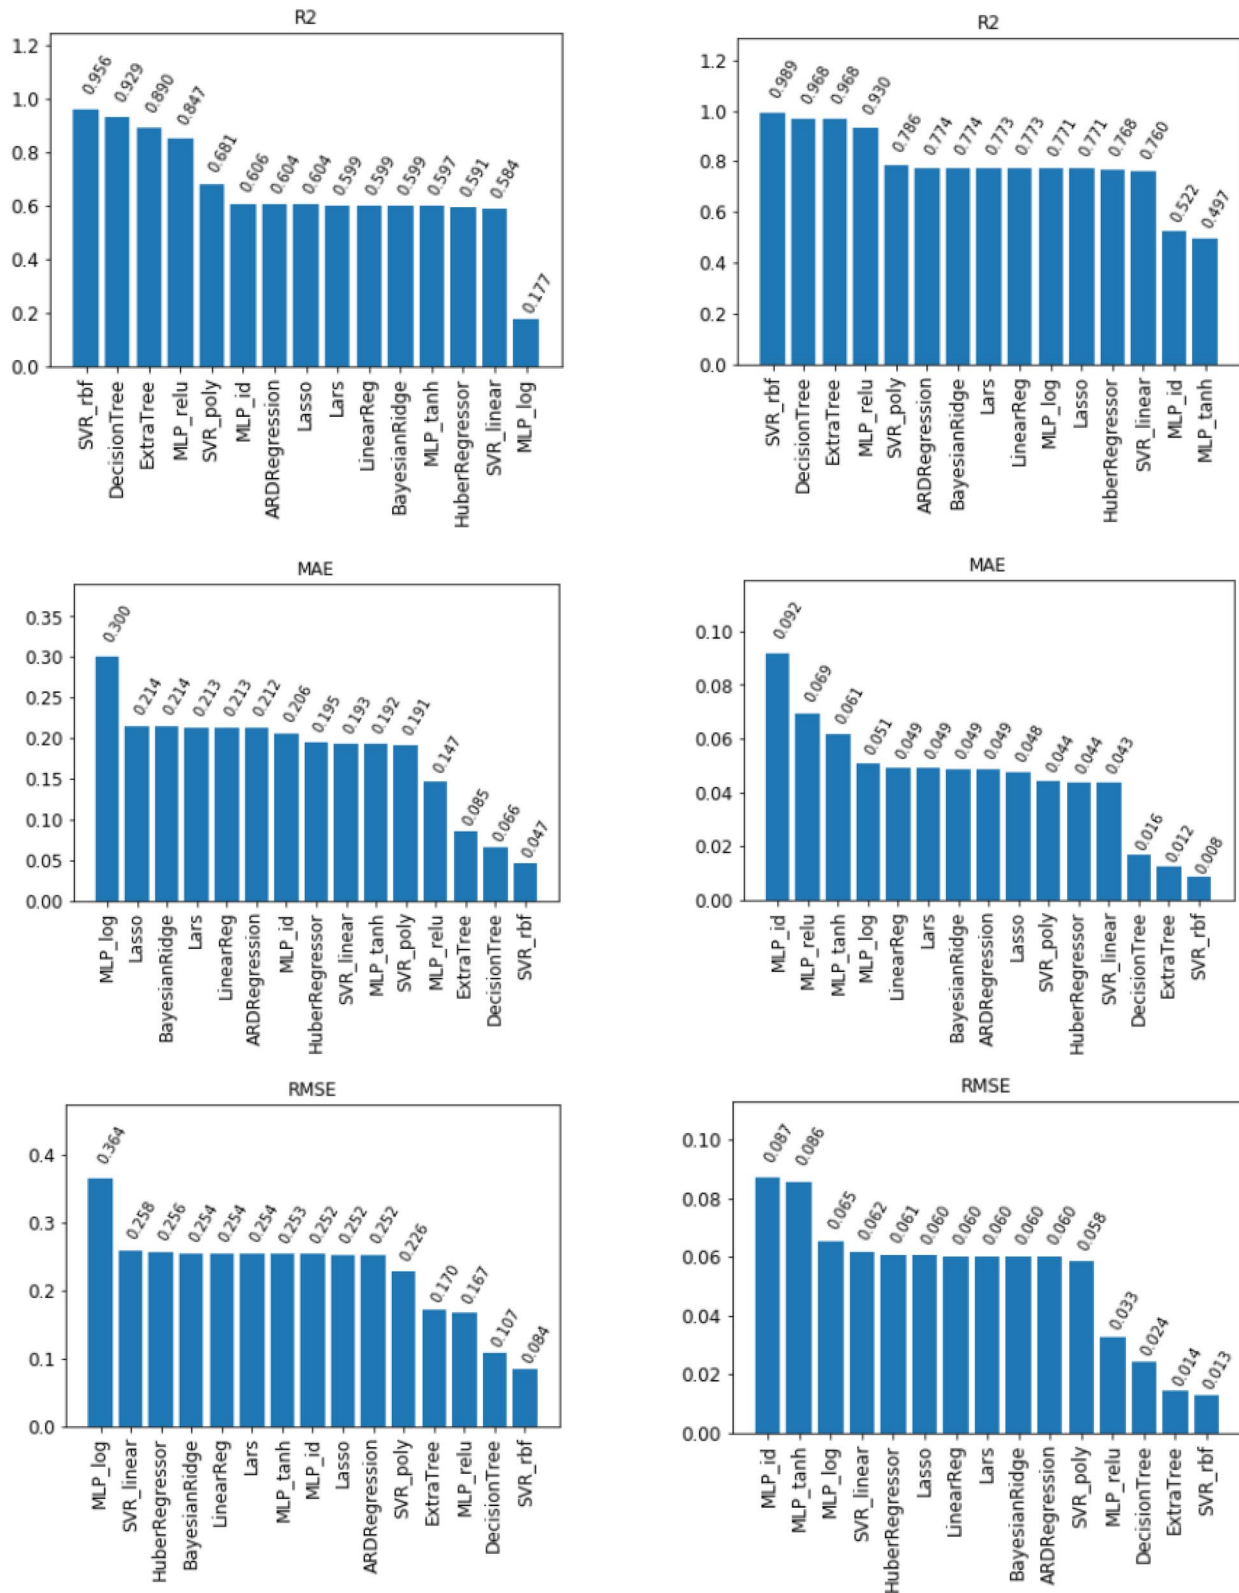 R2
1.2
1.0
0.8
0.6
0.4
0.2
0.0
0.956
0.929
0.890
0.847
0.681
0.606
0.604
0.604
0.599
0.599
0.599
0.597
0.591
0.584
0.177
SVR_rbf
DecisionTree
ExtraTree
MLP_relu
SVR_poly
MLP_id
ARDRegression
Lasso
Lars
LinearReg
BayesianRidge
MLP_tanh
HuberRegressor
SVR_linear
MLP_log
R2
1.2
1.0
0.8
0.6
0.4
0.2
0.0
0.989
0.968
0.968
0.930
0.786
0.774
0.774
0.773
0.773
0.771
0.771
0.768
0.760
0.522
0.497
SVR_rbf
DecisionTree
ExtraTree
MLP_relu
SVR_poly
ARDRegression
BayesianRidge
Lars
LinearReg
MLP_log
Lasso
HuberRegressor
SVR_linear
MLP_id
MLP_tanh
MAE
0.35
0.30
0.25
0.20
0.15
0.10
0.05
0.00
0.300
0.214
0.214
0.213
0.213
0.212
0.206
0.195
0.193
0.192
0.191
0.147
0.085
0.066
0.047
MLP_log
Lasso
BayesianRidge
Lars
LinearReg
ARDRegression
MLP_id
HuberRegressor
SVR_linear
MLP_tanh
SVR_poly
MLP_relu
ExtraTree
DecisionTree
SVR_rbf
MAE
0.10
0.08
0.06
0.04
0.02
0.00
0.092
0.069
0.061
0.051
0.049
0.049
0.049
0.049
0.048
0.044
0.044
0.043
0.016
0.012
0.008
MLP_id
MLP_relu
MLP_tanh
MLP_log
LinearReg
Lars
BayesianRidge
ARDRegression
Lasso
SVR_poly
HuberRegressor
SVR_linear
DecisionTree
ExtraTree
SVR_rbf
RMSE
0.4
0.3
0.2
0.1
0.0
0.364
0.258
0.256
0.254
0.254
0.254
0.253
0.252
0.252
0.252
0.226
0.170
0.167
0.107
0.084
MLP_log
SVR_linear
HuberRegressor
BayesianRidge
LinearReg
Lars
MLP_tanh
MLP_id
Lasso
ARDRegression
SVR_poly
ExtraTree
MLP_relu
DecisionTree
SVR_rbf
RMSE
0.10
0.08
0.06
0.04
0.02
0.00
0.087
0.086
0.065
0.062
0.061
0.060
0.060
0.060
0.060
0.060
0.058
0.033
0.024
0.014
0.013
MLP_id
MLP_tanh
MLP_log
SVR_linear
HuberRegressor
Lasso
LinearReg
Lars
BayesianRidge
ARDRegression
SVR_poly
MLP_relu
DecisionTree
ExtraTree
SVR_rbf